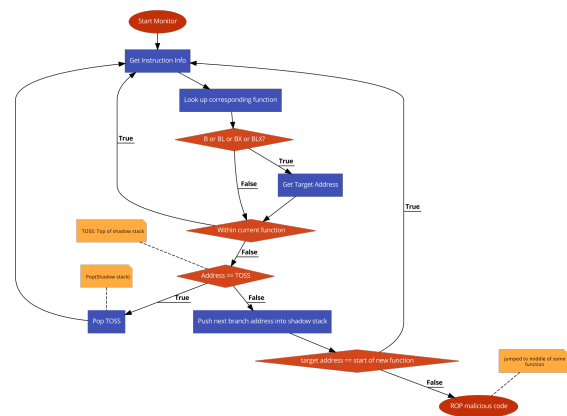 Start Monitor
Get Instruction Info
Look up corresponding function
B or BL or BX or BLX?
True
True
Get Target Address
False
True
TOSS: Top of shadow stack
Within current function
False
Address == TOSS
Pop(Shadow stack)
True
False
Pop TOSS
Push next branch address into shadow stack
target address == start of new function
jumped to middle of some
function
False
ROP malicious code